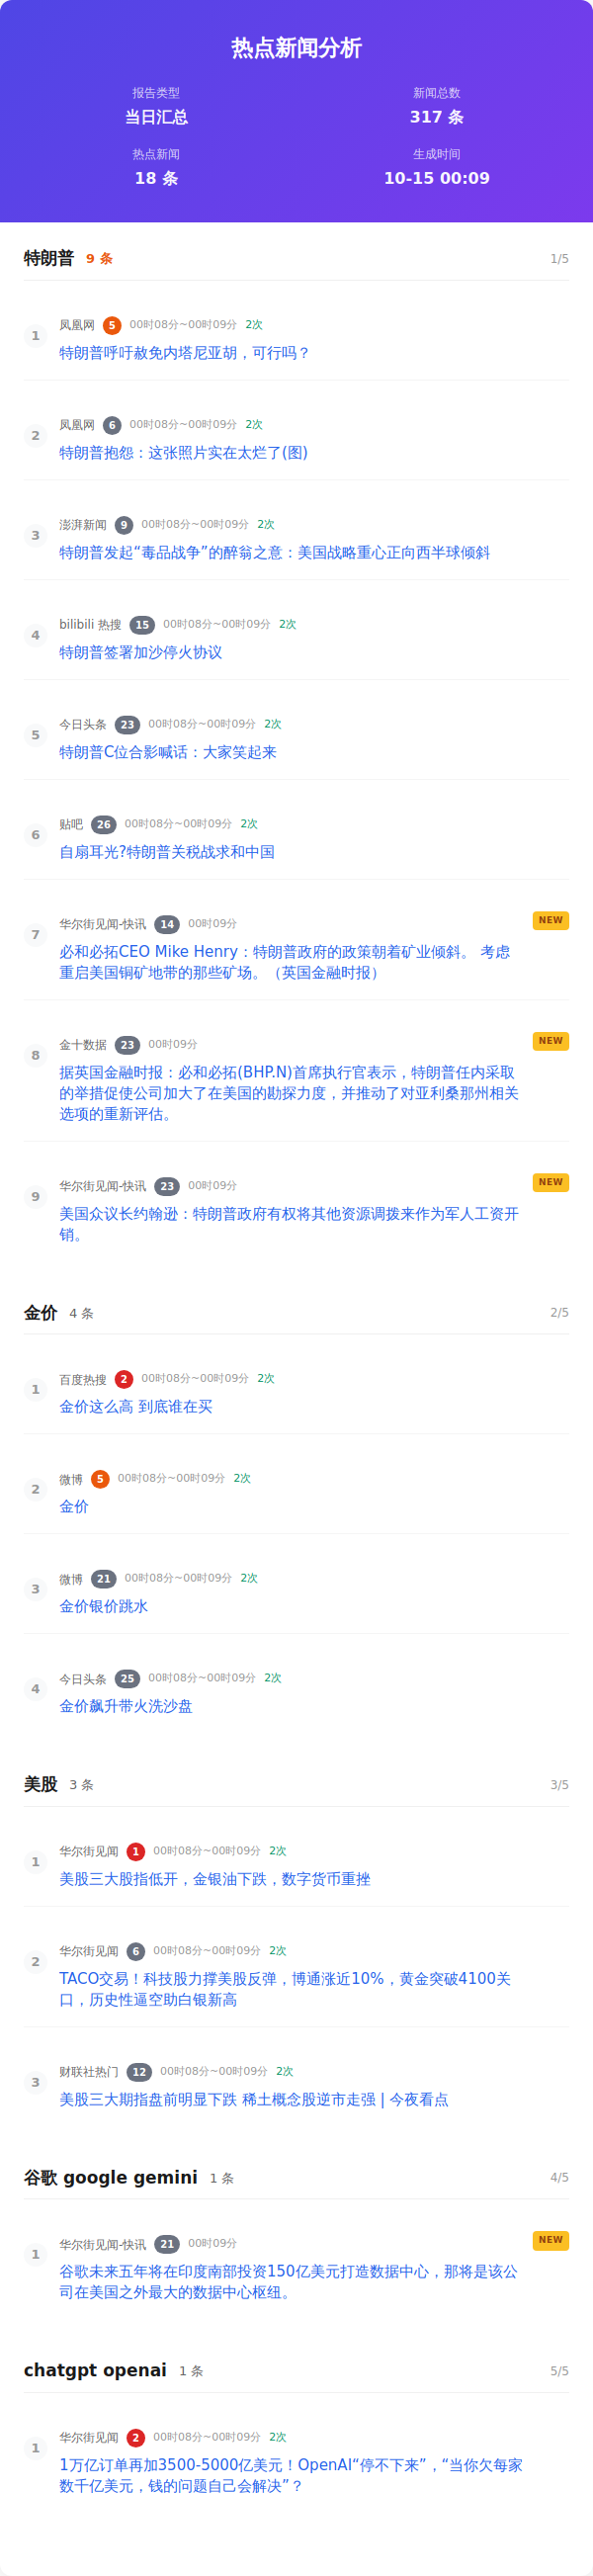 热点新闻分析
报告类型
当日汇总
新闻总数
317 条
热点新闻
18 条
生成时间
10-15 00:09
特朗普 9 条 1/5
1
凤凰网 5 00时08分~00时09分 2次
特朗普呼吁赦免内塔尼亚胡，可行吗？
2
凤凰网 6 00时08分~00时09分 2次
特朗普抱怨：这张照片实在太烂了(图)
3
澎湃新闻 9 00时08分~00时09分 2次
特朗普发起“毒品战争”的醉翁之意：美国战略重心正向西半球倾斜
4
bilibili 热搜 15 00时08分~00时09分 2次
特朗普签署加沙停火协议
5
今日头条 23 00时08分~00时09分 2次
特朗普C位合影喊话：大家笑起来
6
贴吧 26 00时08分~00时09分 2次
自扇耳光?特朗普关税战求和中国
7
华尔街见闻-快讯 14 00时09分 NEW
必和必拓CEO Mike Henry：特朗普政府的政策朝着矿业倾斜。 考虑
重启美国铜矿地带的那些矿场。（英国金融时报）
8
金十数据 23 00时09分 NEW
据英国金融时报：必和必拓(BHP.N)首席执行官表示，特朗普任内采取
的举措促使公司加大了在美国的勘探力度，并推动了对亚利桑那州相关
选项的重新评估。
9
华尔街见闻-快讯 23 00时09分 NEW
美国众议长约翰逊：特朗普政府有权将其他资源调拨来作为军人工资开
销。
金价 4 条 2/5
1
百度热搜 2 00时08分~00时09分 2次
金价这么高 到底谁在买
2
微博 5 00时08分~00时09分 2次
金价
3
微博 21 00时08分~00时09分 2次
金价银价跳水
4
今日头条 25 00时08分~00时09分 2次
金价飙升带火洗沙盘
美股 3 条 3/5
1
华尔街见闻 1 00时08分~00时09分 2次
美股三大股指低开，金银油下跌，数字货币重挫
2
华尔街见闻 6 00时08分~00时09分 2次
TACO交易！科技股力撑美股反弹，博通涨近10%，黄金突破4100关
口，历史性逼空助白银新高
3
财联社热门 12 00时08分~00时09分 2次
美股三大期指盘前明显下跌 稀土概念股逆市走强 | 今夜看点
谷歌 google gemini 1 条 4/5
1
华尔街见闻-快讯 21 00时09分 NEW
谷歌未来五年将在印度南部投资150亿美元打造数据中心，那将是该公
司在美国之外最大的数据中心枢纽。
chatgpt openai 1 条 5/5
1
华尔街见闻 2 00时08分~00时09分 2次
1万亿订单再加3500-5000亿美元！OpenAI“停不下来”，“当你欠每家
数千亿美元，钱的问题自己会解决”？